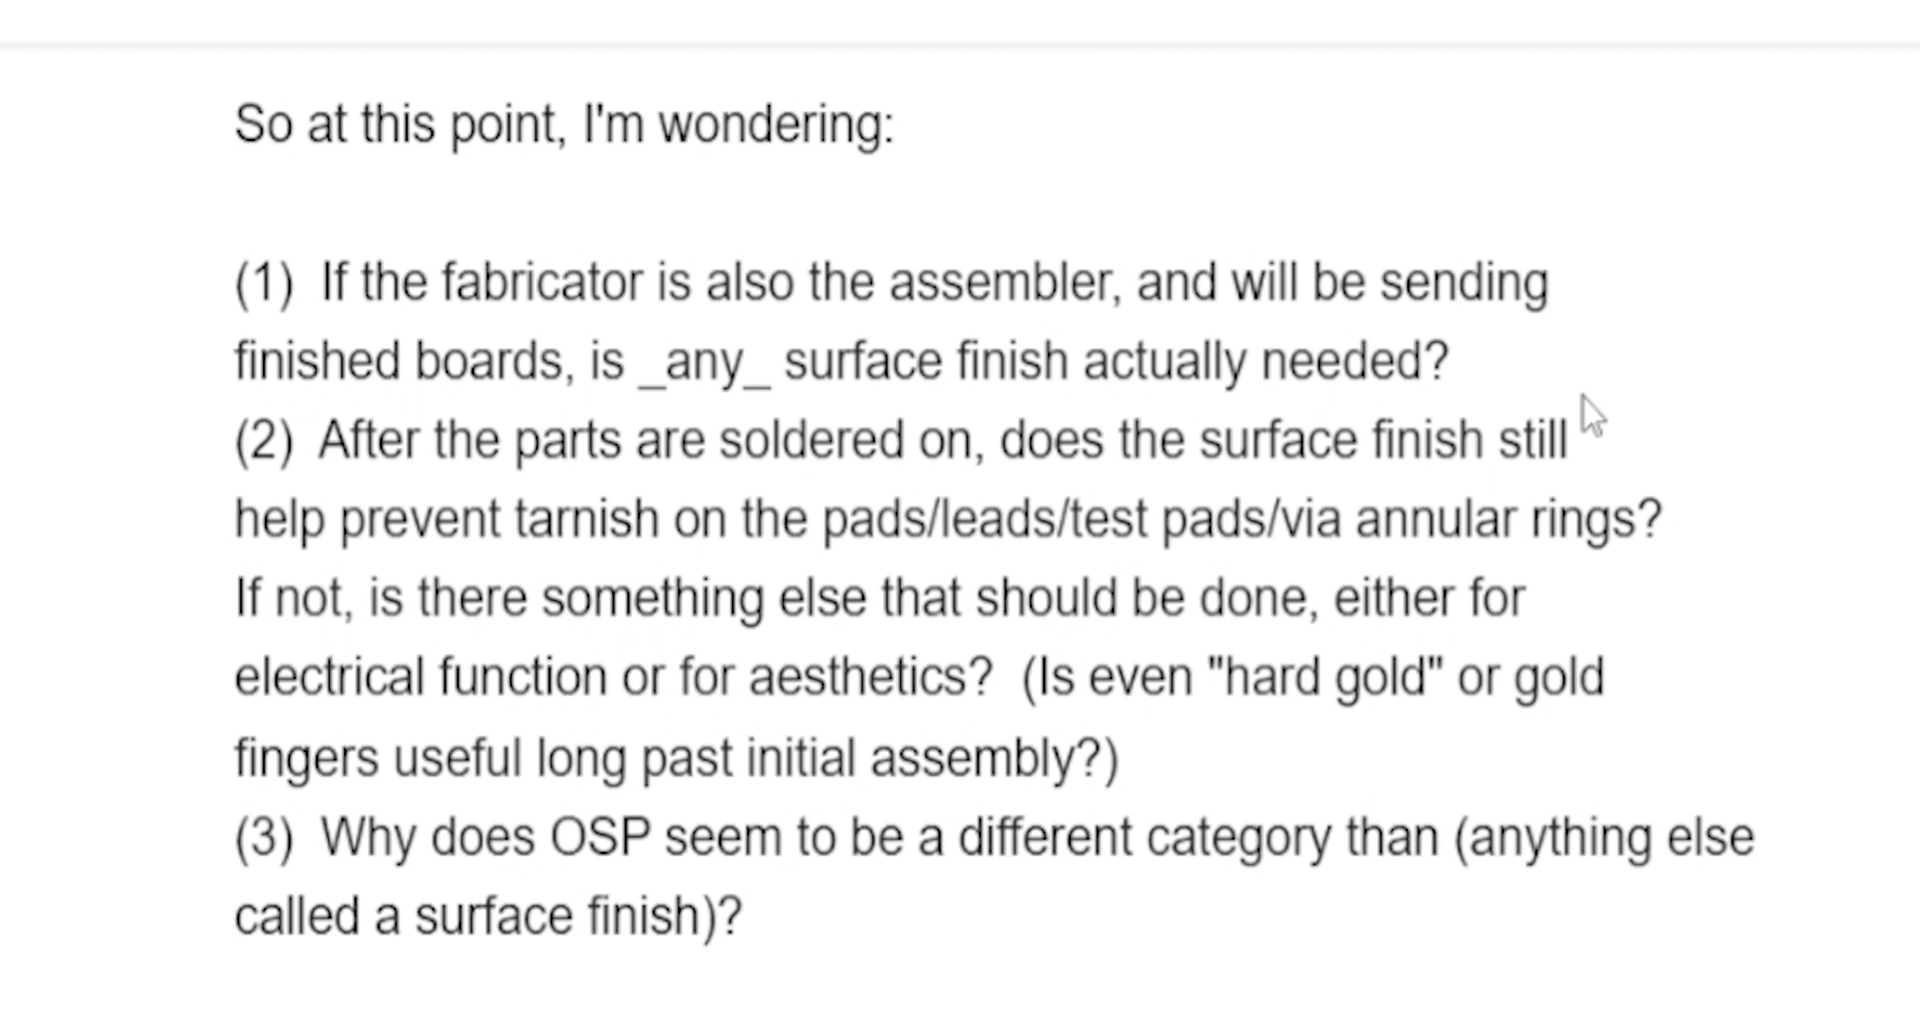 So at this point, I'm wondering:
(1)  If the fabricator is also the assembler, and will be sending
finished boards, is _any_ surface finish actually needed?
(2)  After the parts are soldered on, does the surface finish still
help prevent tarnish on the pads/leads/test pads/via annular rings?
If not, is there something else that should be done, either for
electrical function or for aesthetics?  (Is even "hard gold" or gold
fingers useful long past initial assembly?)
(3)  Why does OSP seem to be a different category than (anything else
called a surface finish)?